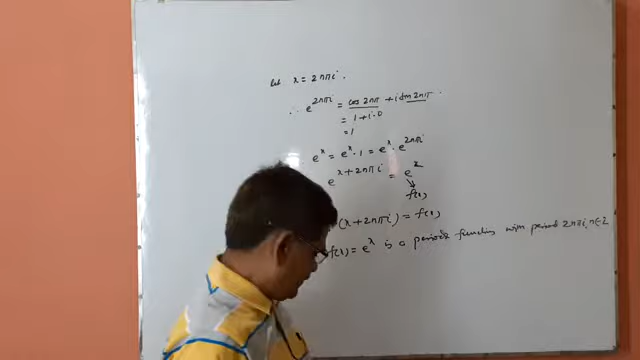 Let x = 2nπi.
∴ e^{2nπi} = cos 2nπ + i sin 2nπ.
= 1 + i·0
= 1
e^x = e^x · 1 = e^x · e^{2nπi}
e^{x+2nπi} = e^x
f(x)
(x + 2nπi) = f(x)
f(x) = e^x is a periodic function with period 2nπi, n∈Z